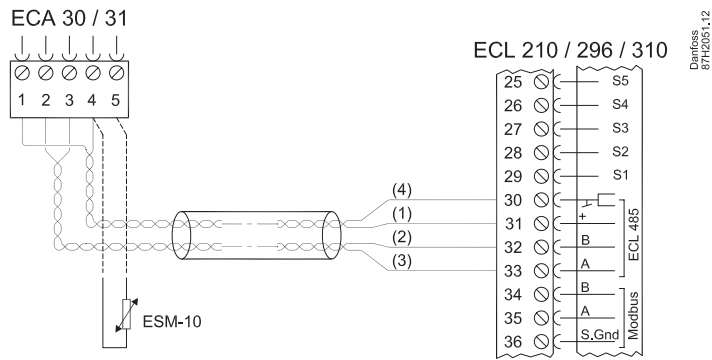 ECA 30 / 31
1 2 3 4 5
ESM-10
(4)
(1)
(2)
(3)
ECL 210 / 296 / 310
25 S5
26 S4
27 S3
28 S2
29 S1
30
31 +
32 B
33 A
34 B
35 A
36 S.Gnd
ECL 485
Modbus
Danfoss
87H2051.12